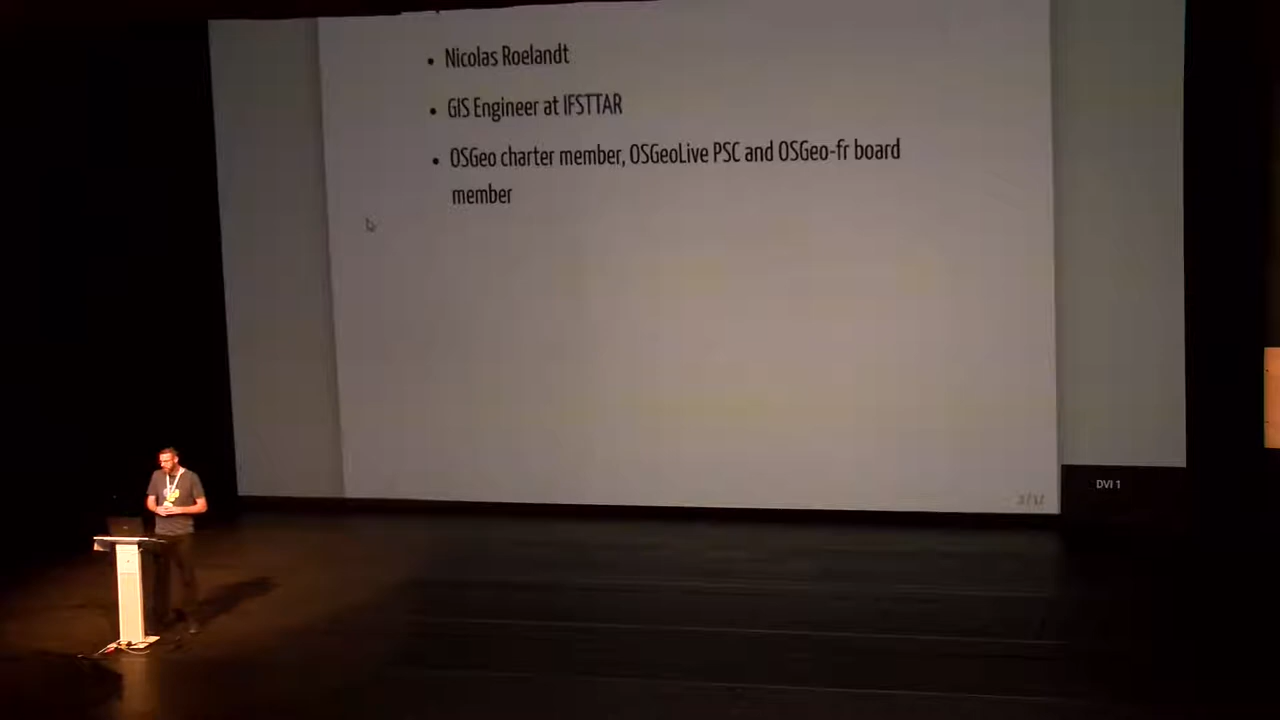 Nicolas Roelandt
GIS Engineer at IFSTTAR
OSGeo charter member, OSGeoLive PSC and OSGeo-fr board
member
DVI 1